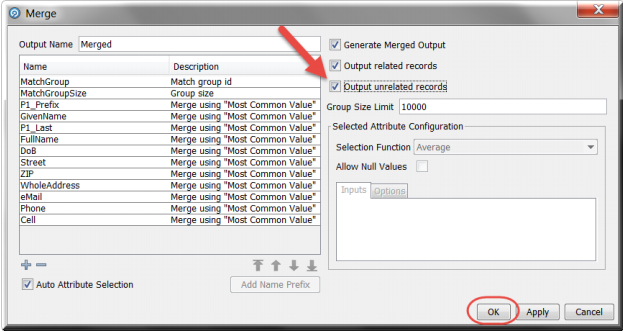 Merge
Output Name Merged
Name Description
MatchGroup Match group id
MatchGroupSize Group size
P1_Prefix Merge using "Most Common Value"
GivenName Merge using "Most Common Value"
P1_Last Merge using "Most Common Value"
FullName Merge using "Most Common Value"
DoB Merge using "Most Common Value"
Street Merge using "Most Common Value"
ZIP Merge using "Most Common Value"
WholeAddress Merge using "Most Common Value"
eMail Merge using "Most Common Value"
Phone Merge using "Most Common Value"
Cell Merge using "Most Common Value"
Auto Attribute Selection
Add Name Prefix
Generate Merged Output
Output related records
Output unrelated records
Group Size Limit 10000
Selected Attribute Configuration
Selection Function Average
Allow Null Values
Inputs Options
OK Apply Cancel